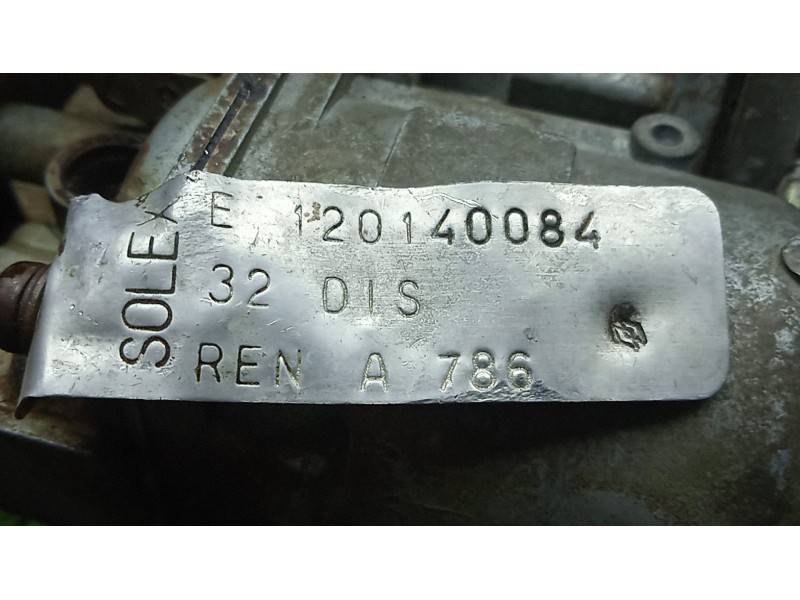 SOLEX
E 120140084
32 DIS
REN A 786